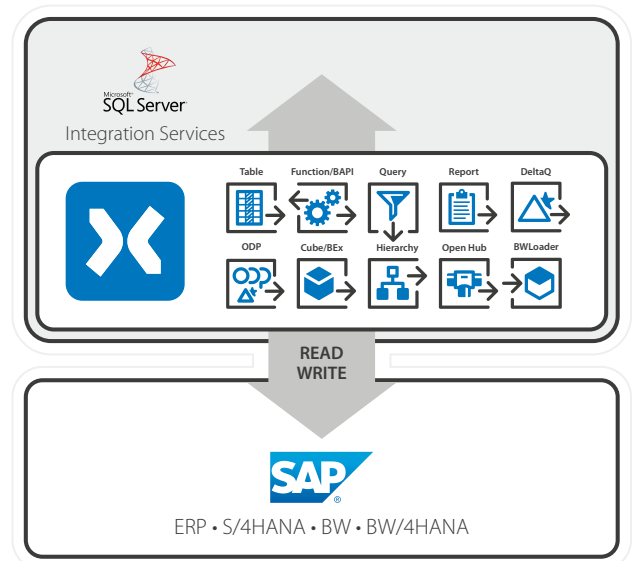 Microsoft®
SQL Server®
Integration Services
Table Function/BAPI Query Report DeltaQ
ODP Cube/BEx Hierarchy Open Hub BWLoader
ODP
READ
WRITE
SAP®
ERP • S/4HANA • BW • BW/4HANA